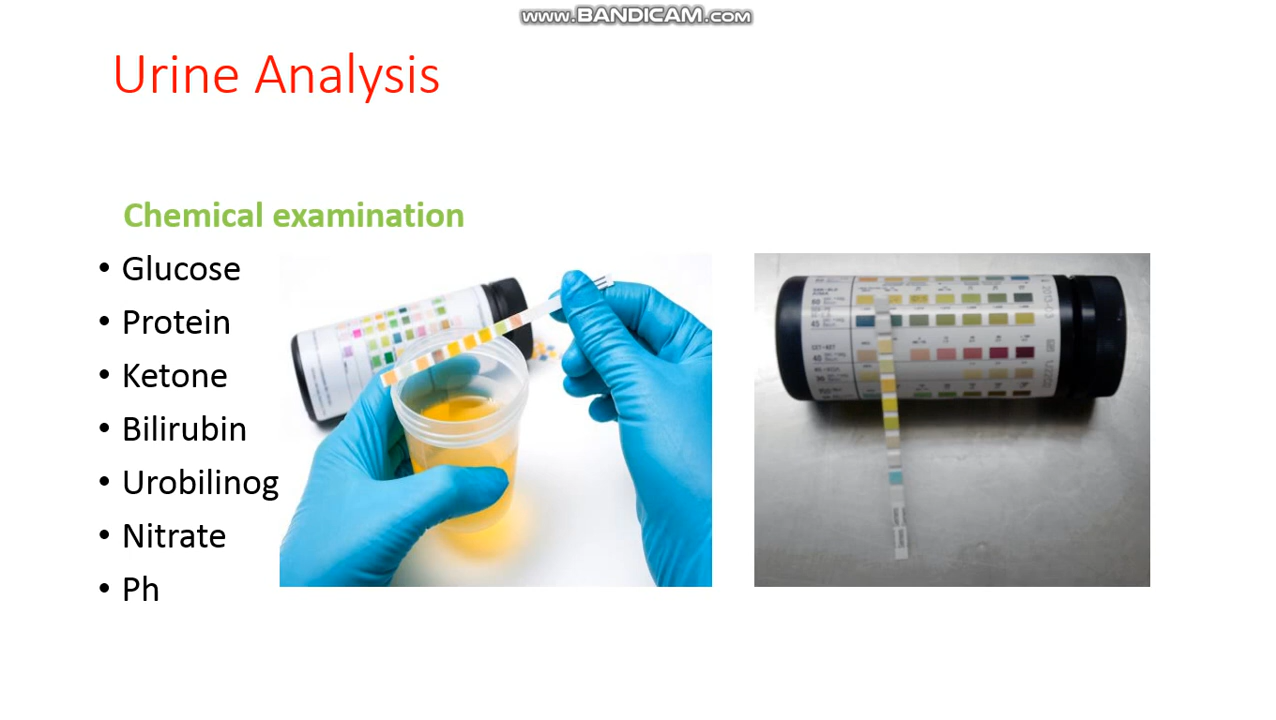 www.BANDICAM.com
Urine Analysis
Chemical examination
• Glucose
• Protein
• Ketone
• Bilirubin
• Urobilinog
• Nitrate
• Ph